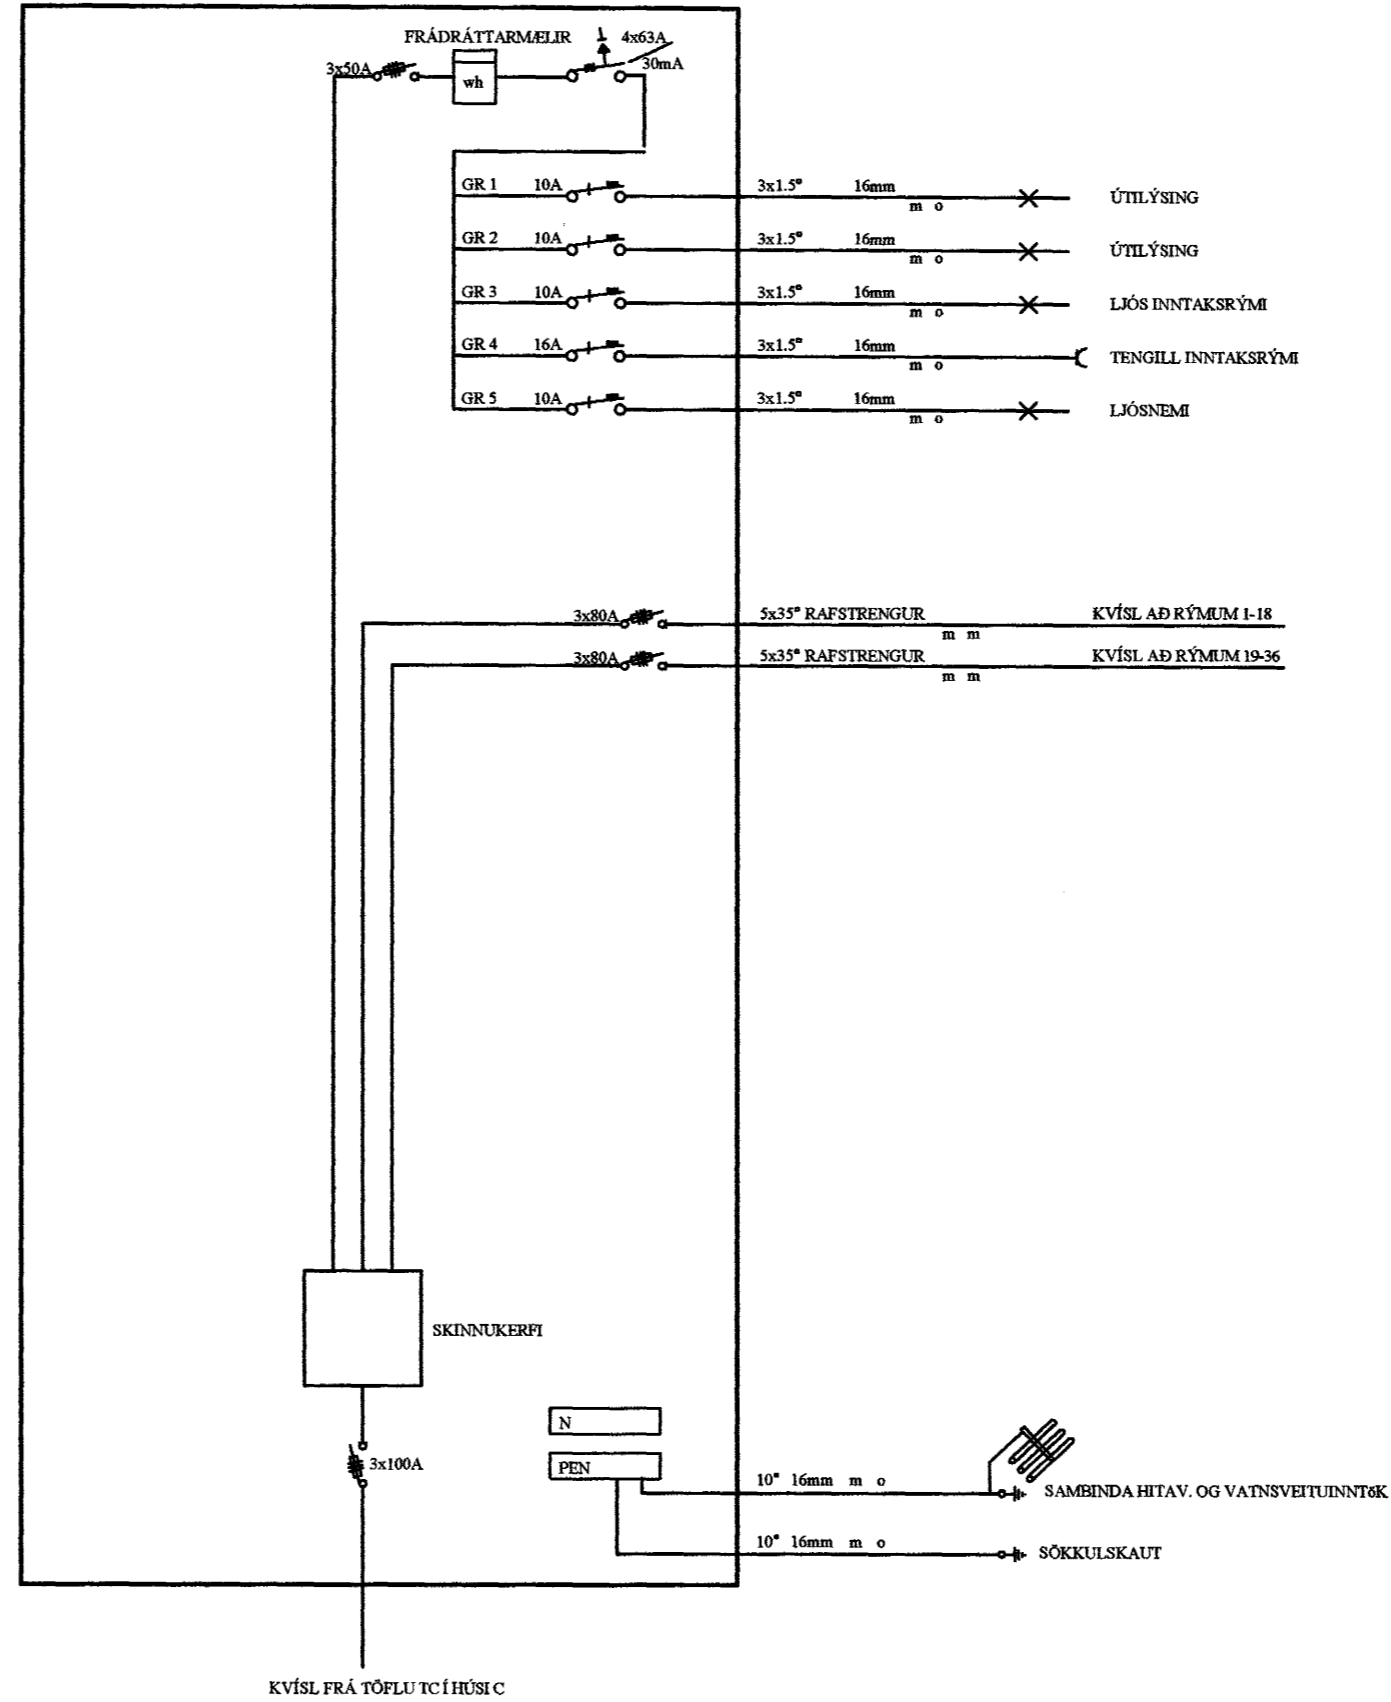 FRÁDRÁTTARMÆLIR 4x63A
3x50A wh 30mA
GR 1 10A 3x1.5▫ 16mm m o ÚTILÝSING
GR 2 10A 3x1.5▫ 16mm m o ÚTILÝSING
GR 3 10A 3x1.5▫ 16mm m o LJÓS INNTAKSRÝMI
GR 4 16A 3x1.5▫ 16mm m o TENGILL INNTAKSRÝMI
GR 5 10A 3x1.5▫ 16mm m o LJÓSNEMI
3x80A 5x35▫ RAFSTRENGUR m m KVÍSL AÐ RÝMUM 1-18
3x80A 5x35▫ RAFSTRENGUR m m KVÍSL AÐ RÝMUM 19-36
SKINNUKERFI
N
3x100A PEN
10▫ 16mm m o SAMBINDA HITAV. OG VATNSVEITUINNTöK
10▫ 16mm m o SÖKKULSKAUT
KVÍSL FRÁ TÖFLU TC Í HÚSI C